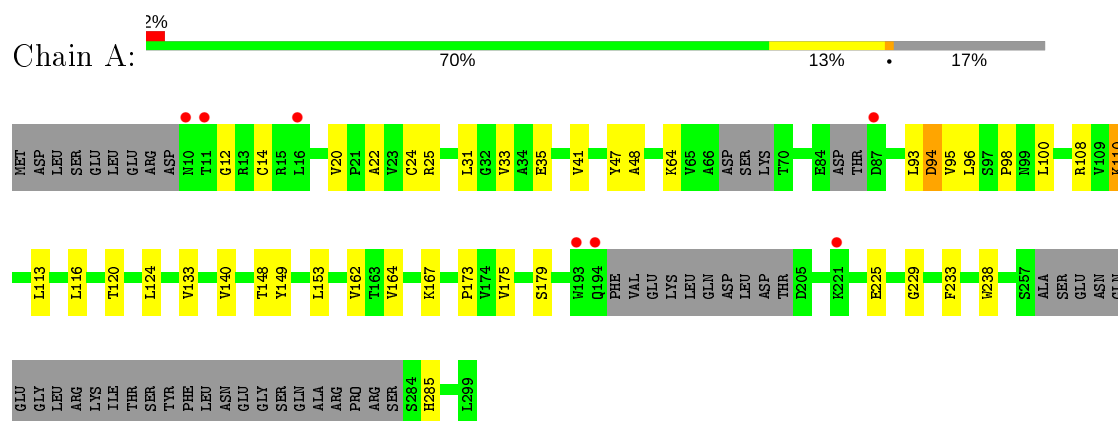 2%
Chain A:
70% 13% • 17%
MET ASP LEU SER GLU LEU LEU GLU ARG ASP N10 T11 G12 R13 C14 R15 L16 V20 P21 A22 V23 C24 R25 L31 G32 V33 A34 E35 V41 Y47 A48 K64 V65 A66 ASP SER LYS T70 E84 ASP THR D87 L93 D94 V95 L96 S97 P98 N99 L100 R108 V109 K110
L113 L116 T120 L124 V133 V140 T148 Y149 L153 V162 T163 V164 K167 P173 V174 V175 S179 W193 Q194 PHE VAL GLU LYS LEU GLN ASP LEU ASP THR D205 K221 E225 G229 F233 W238 S257 ALA SER GLU ASN GLN
GLU GLY LEU ARG LYS ILE THR SER TYR PHE LEU ASN GLU GLY SER GLN ALA ARG PRO ARG SER S284 H285 L299